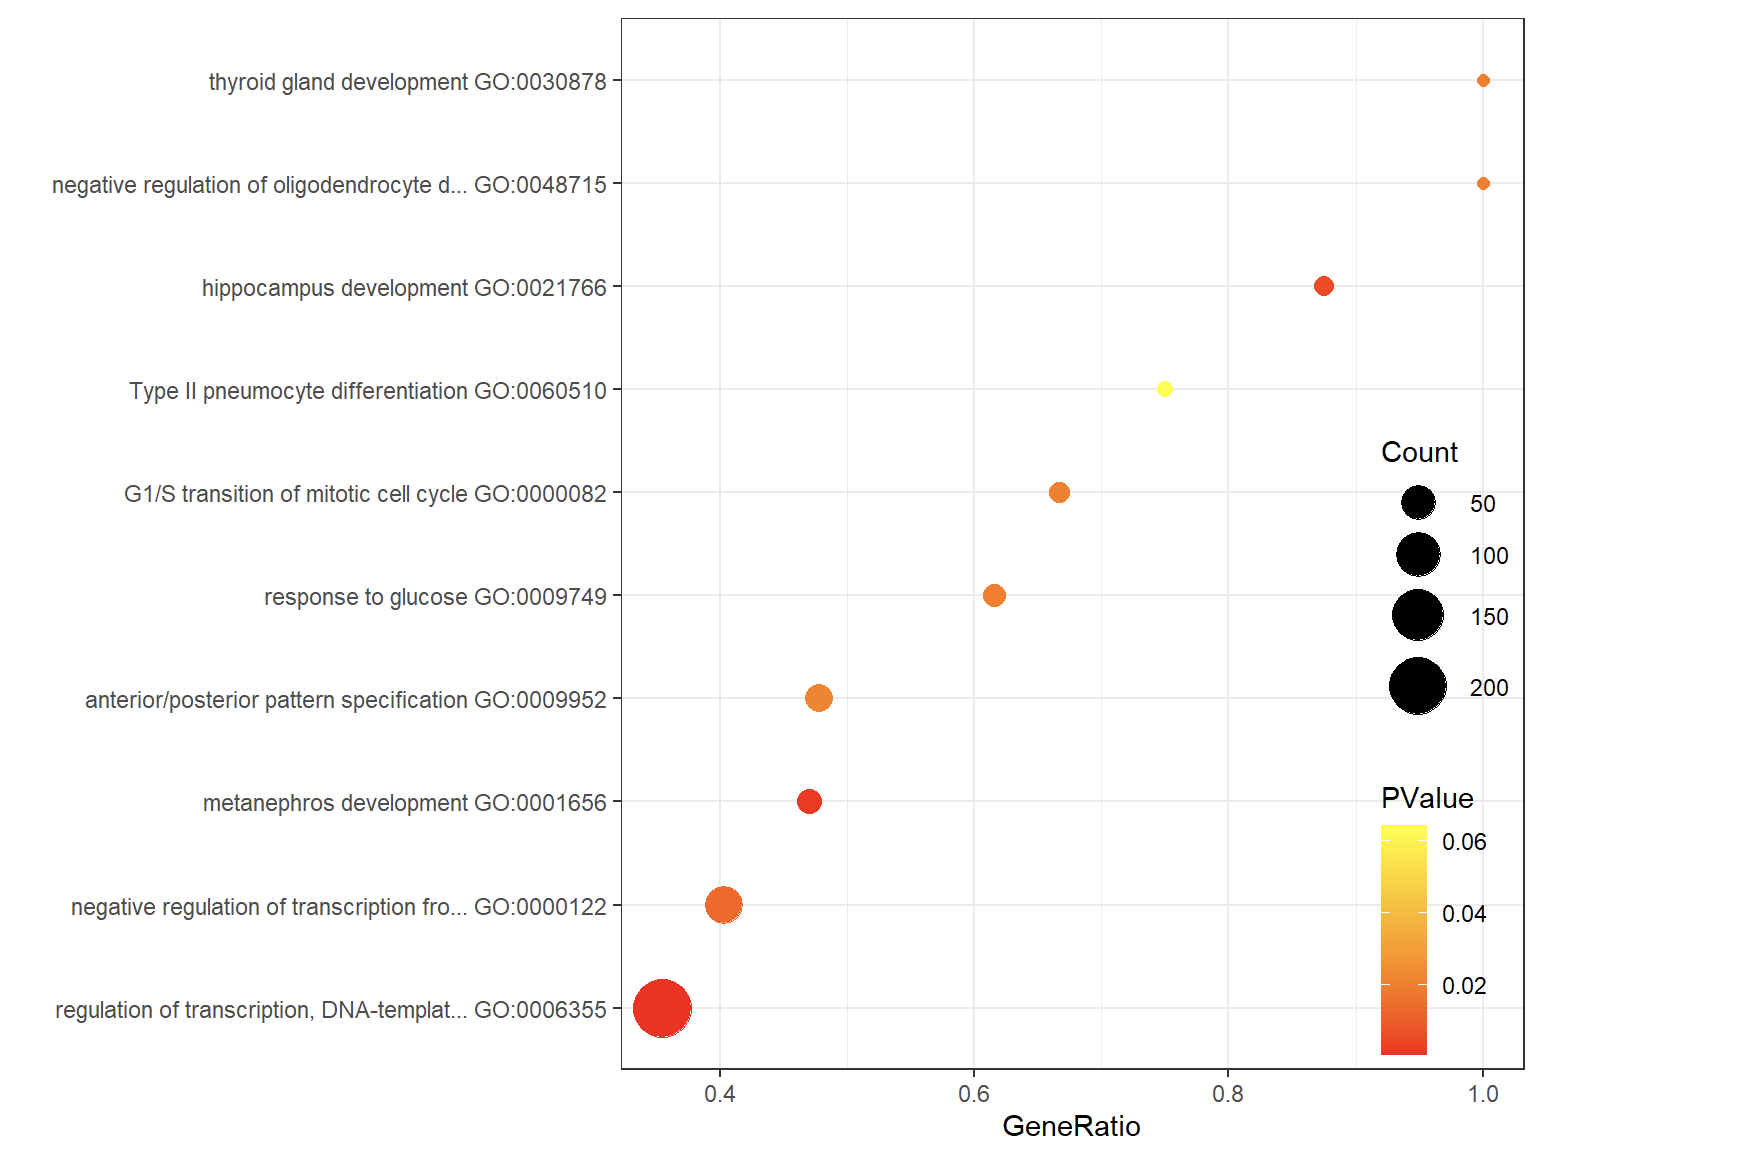 thyroid gland development GO:0030878
negative regulation of oligodendrocyte d... GO:0048715
hippocampus development GO:0021766
Type II pneumocyte differentiation GO:0060510
G1/S transition of mitotic cell cycle GO:0000082
response to glucose GO:0009749
anterior/posterior pattern specification GO:0009952
metanephros development GO:0001656
negative regulation of transcription fro... GO:0000122
regulation of transcription, DNA-templat... GO:0006355
Count
50
100
150
200
PValue
0.06
0.04
0.02
0.4 0.6 0.8 1.0
GeneRatio